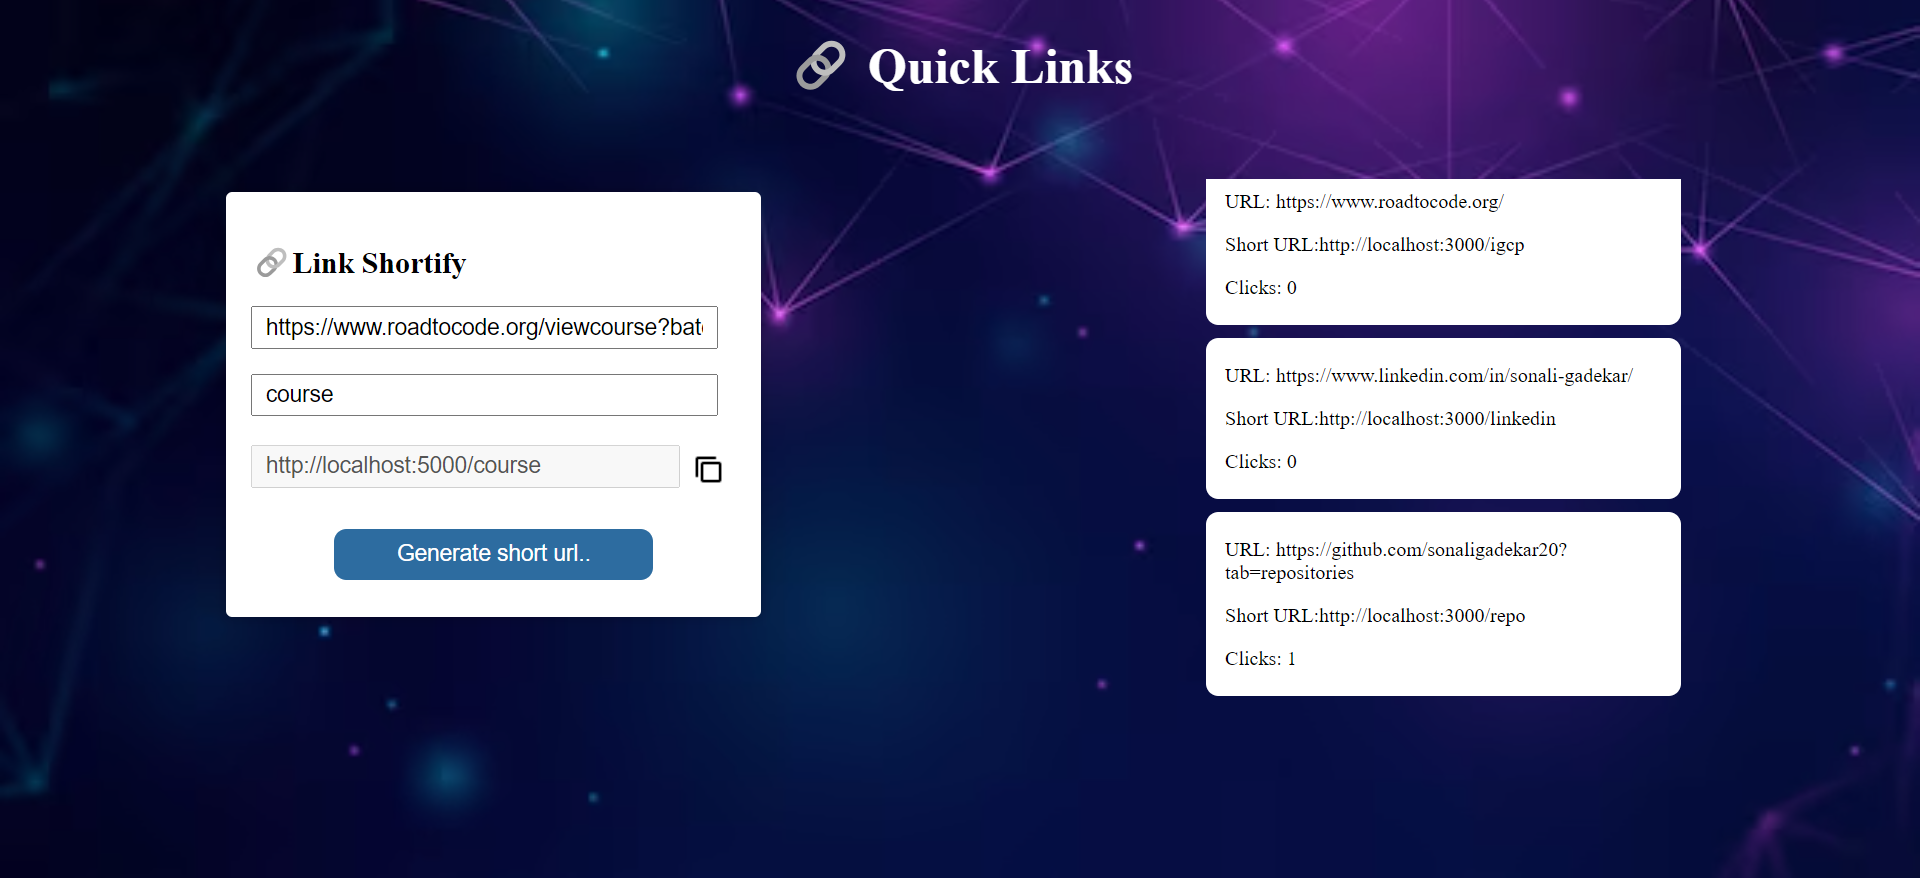 Quick Links
Link Shortify
https://www.roadtocode.org/viewcourse?bat
course
http://localhost:5000/course
Generate short url..
URL: https://www.roadtocode.org/
Short URL:http://localhost:3000/igcp
Clicks: 0
URL: https://www.linkedin.com/in/sonali-gadekar/
Short URL:http://localhost:3000/linkedin
Clicks: 0
URL: https://github.com/sonaligadekar20?
tab=repositories
Short URL:http://localhost:3000/repo
Clicks: 1